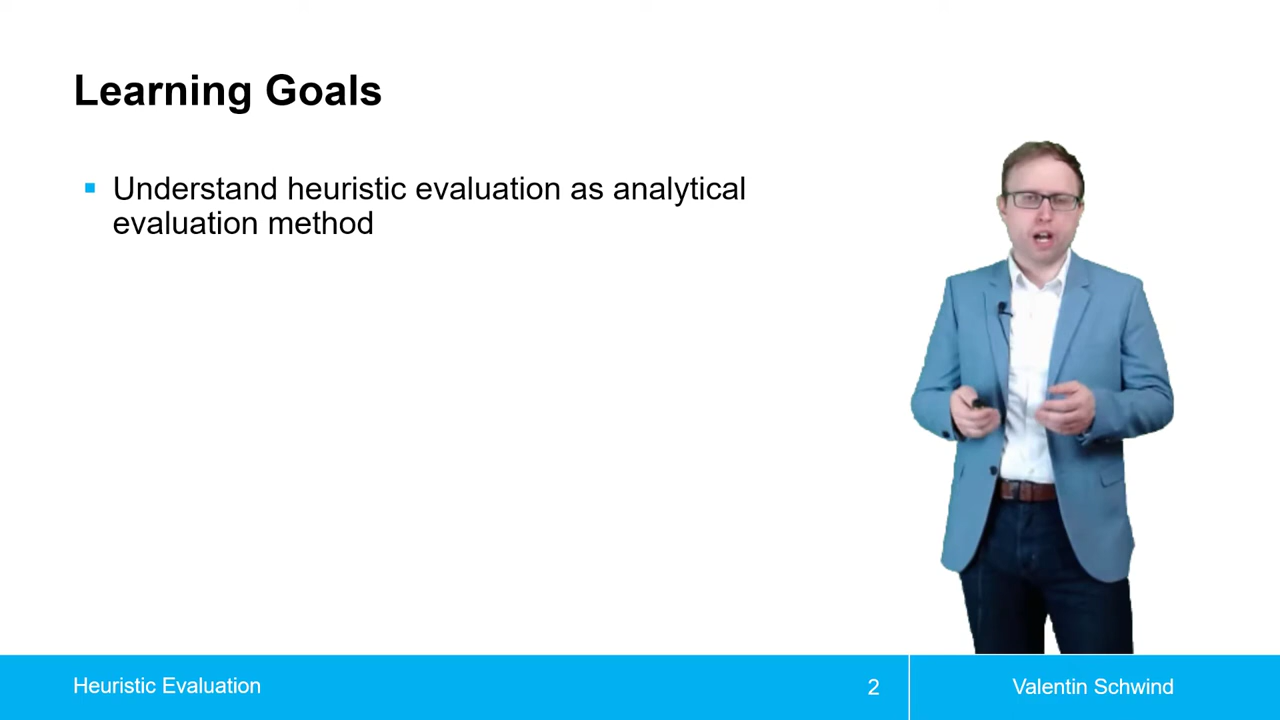 Learning Goals
Understand heuristic evaluation as analytical
evaluation method
Heuristic Evaluation
2
Valentin Schwind